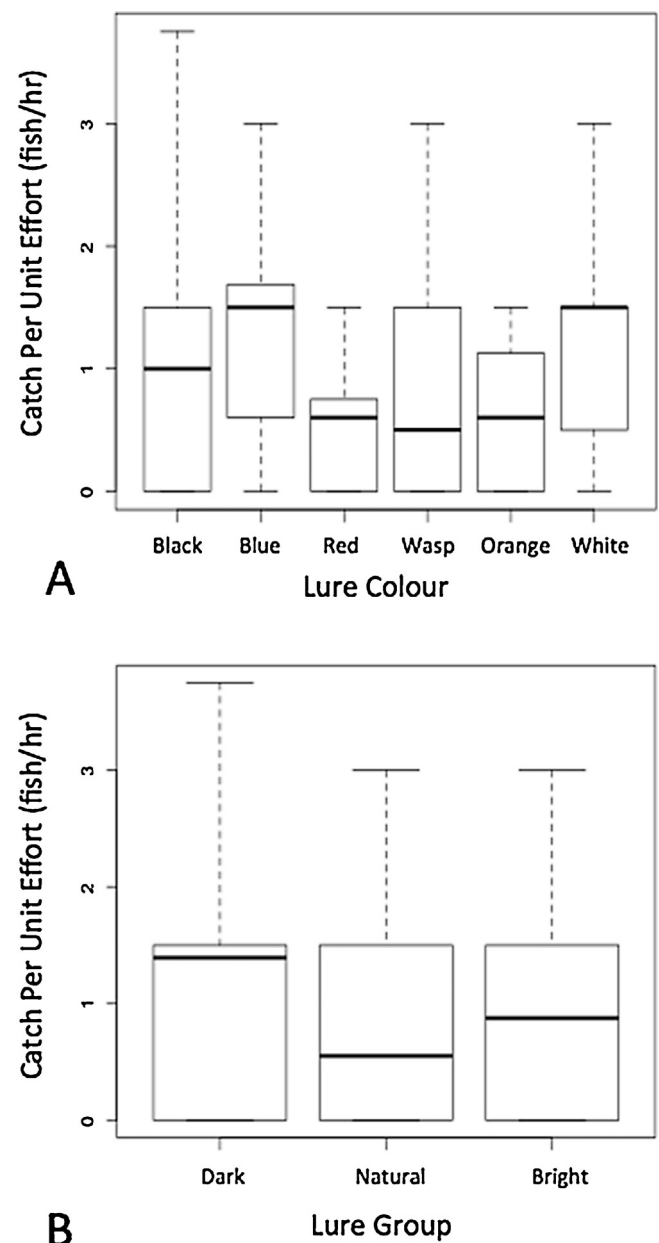 Catch Per Unit Effort (fish/hr)
3
2
1
0
Black Blue Red Wasp Orange White
A
Lure Colour
Catch Per Unit Effort (fish/hr)
3
2
1
0
Dark Natural Bright
B
Lure Group